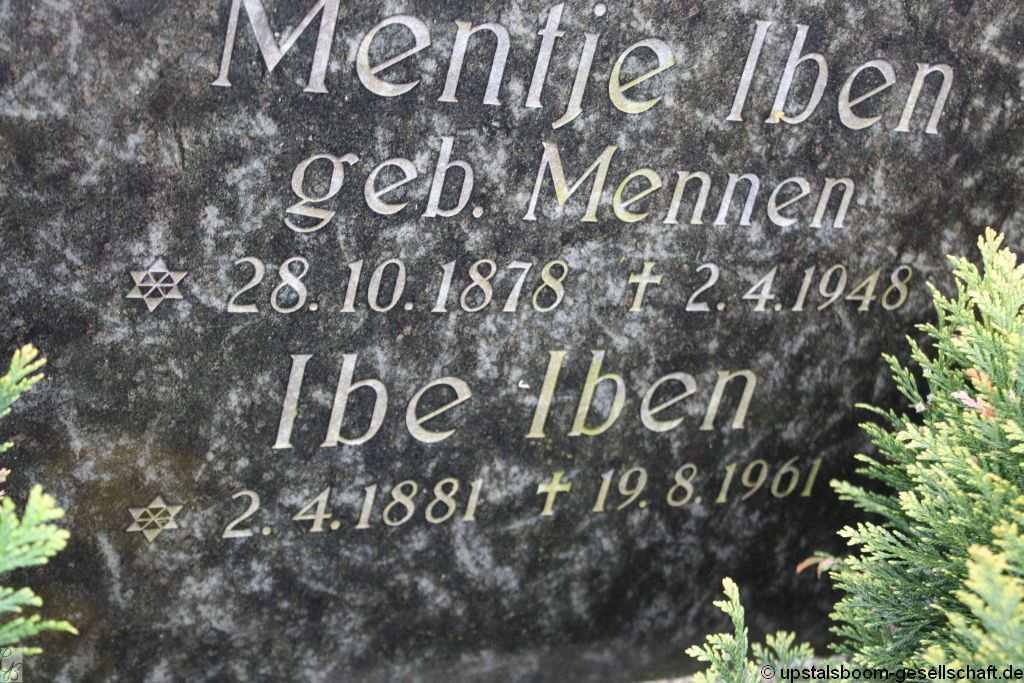 Mentje Iben
geb. Mennen
✡ 28. 10. 1878 † 2. 4. 1948
Ibe Iben
✡ 2. 4. 1881 † 19. 8. 1961
© upstalsboom-gesellschaft.de